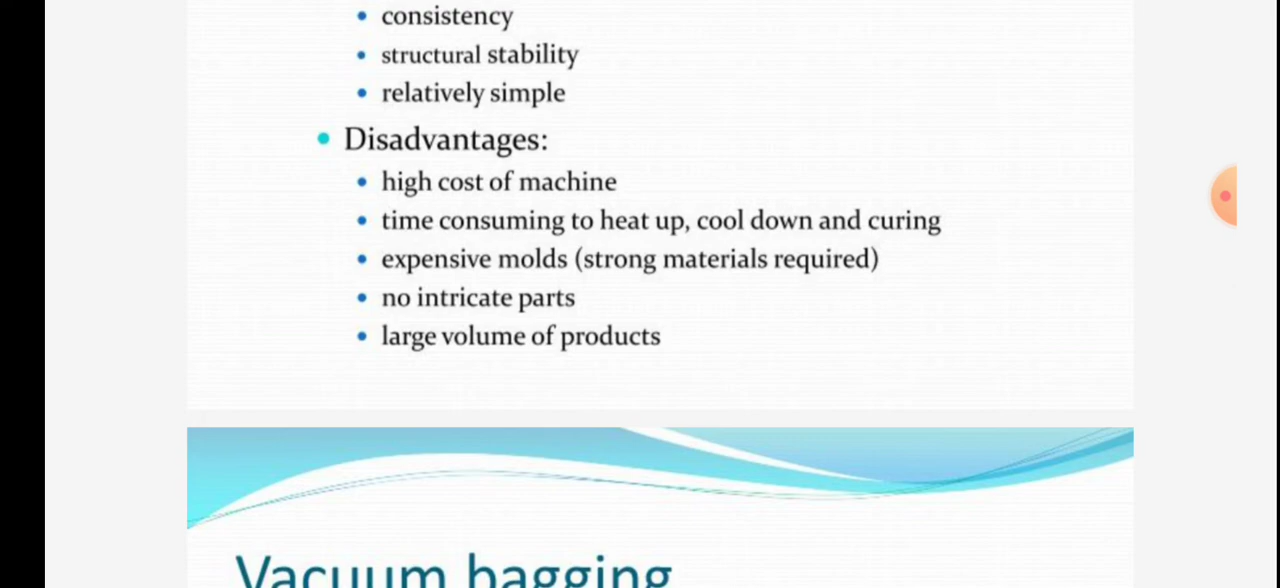 consistency
structural stability
relatively simple
Disadvantages:
high cost of machine
time consuming to heat up, cool down and curing
expensive molds (strong materials required)
no intricate parts
large volume of products
Vacuum bagging